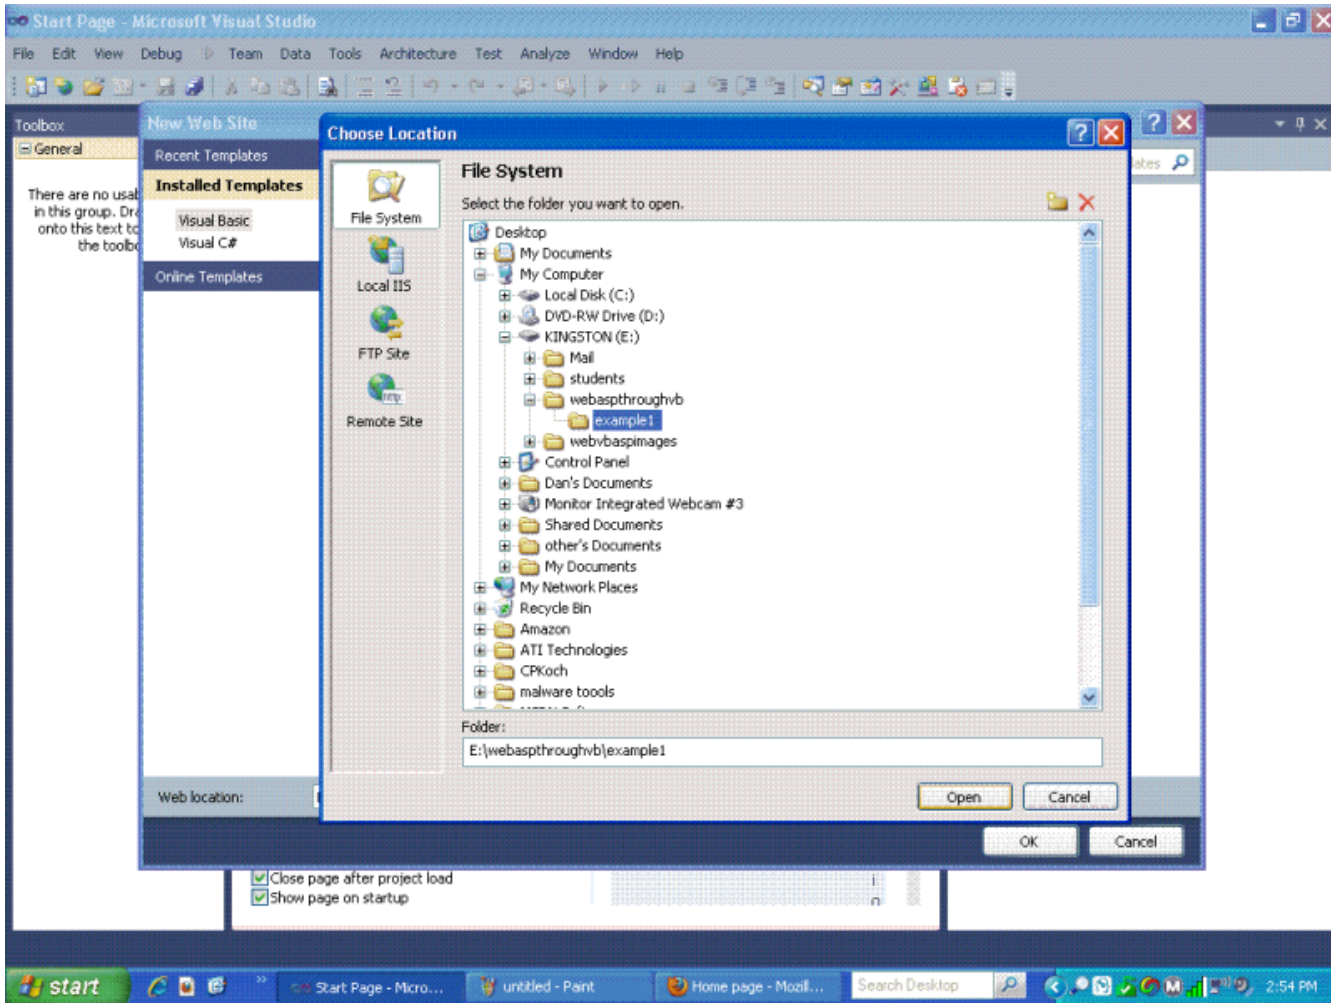 Start Page - Microsoft Visual Studio
File Edit View Debug Team Data Tools Architecture Test Analyze Window Help
Toolbox
General
There are no usab
in this group. Dra
onto this text to
the toolbo
New Web Site
Recent Templates
Installed Templates
Visual Basic
Visual C#
Online Templates
ates
Choose Location
File System
Local IIS
FTP Site
http:
Remote Site
File System
Select the folder you want to open.
Desktop
My Documents
My Computer
Local Disk (C:)
DVD-RW Drive (D:)
KINGSTON (E:)
Mail
students
webaspthroughvb
example1
webvbaspimages
Control Panel
Dan's Documents
Monitor Integrated Webcam #3
Shared Documents
other's Documents
My Documents
My Network Places
Recycle Bin
Amazon
ATI Technologies
CPKoch
malware toools
Folder:
E:\webaspthroughvb\example1
Open Cancel
Web location:
OK Cancel
Close page after project load
Show page on startup
start
Start Page - Micro...
untitled - Paint
Home page - Mozill...
Search Desktop
2:54 PM